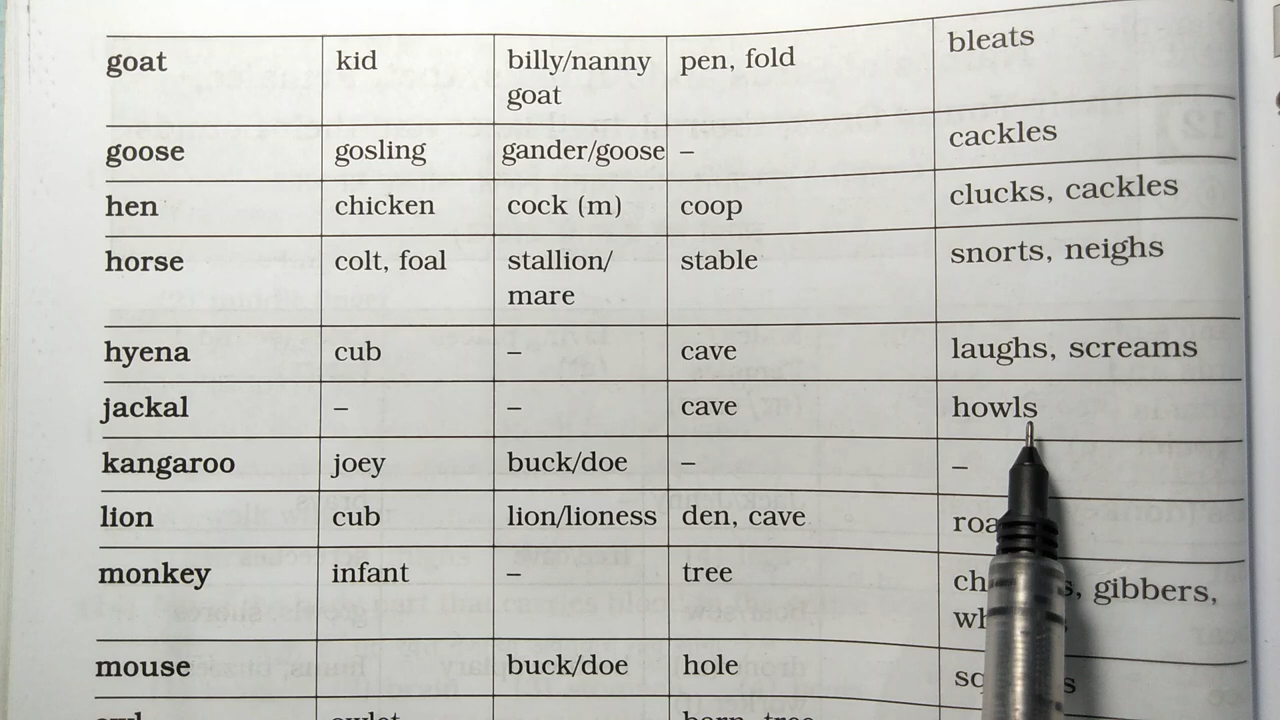 goat kid billy/nanny pen, fold bleats
goat
goose gosling gander/goose – cackles
hen chicken cock (m) coop clucks, cackles
horse colt, foal stallion/ stable snorts, neighs
mare
hyena cub – cave laughs, screams
jackal – – cave howls
kangaroo joey buck/doe – –
lion cub lion/lioness den, cave
monkey infant – tree gibbers,
mouse buck/doe hole